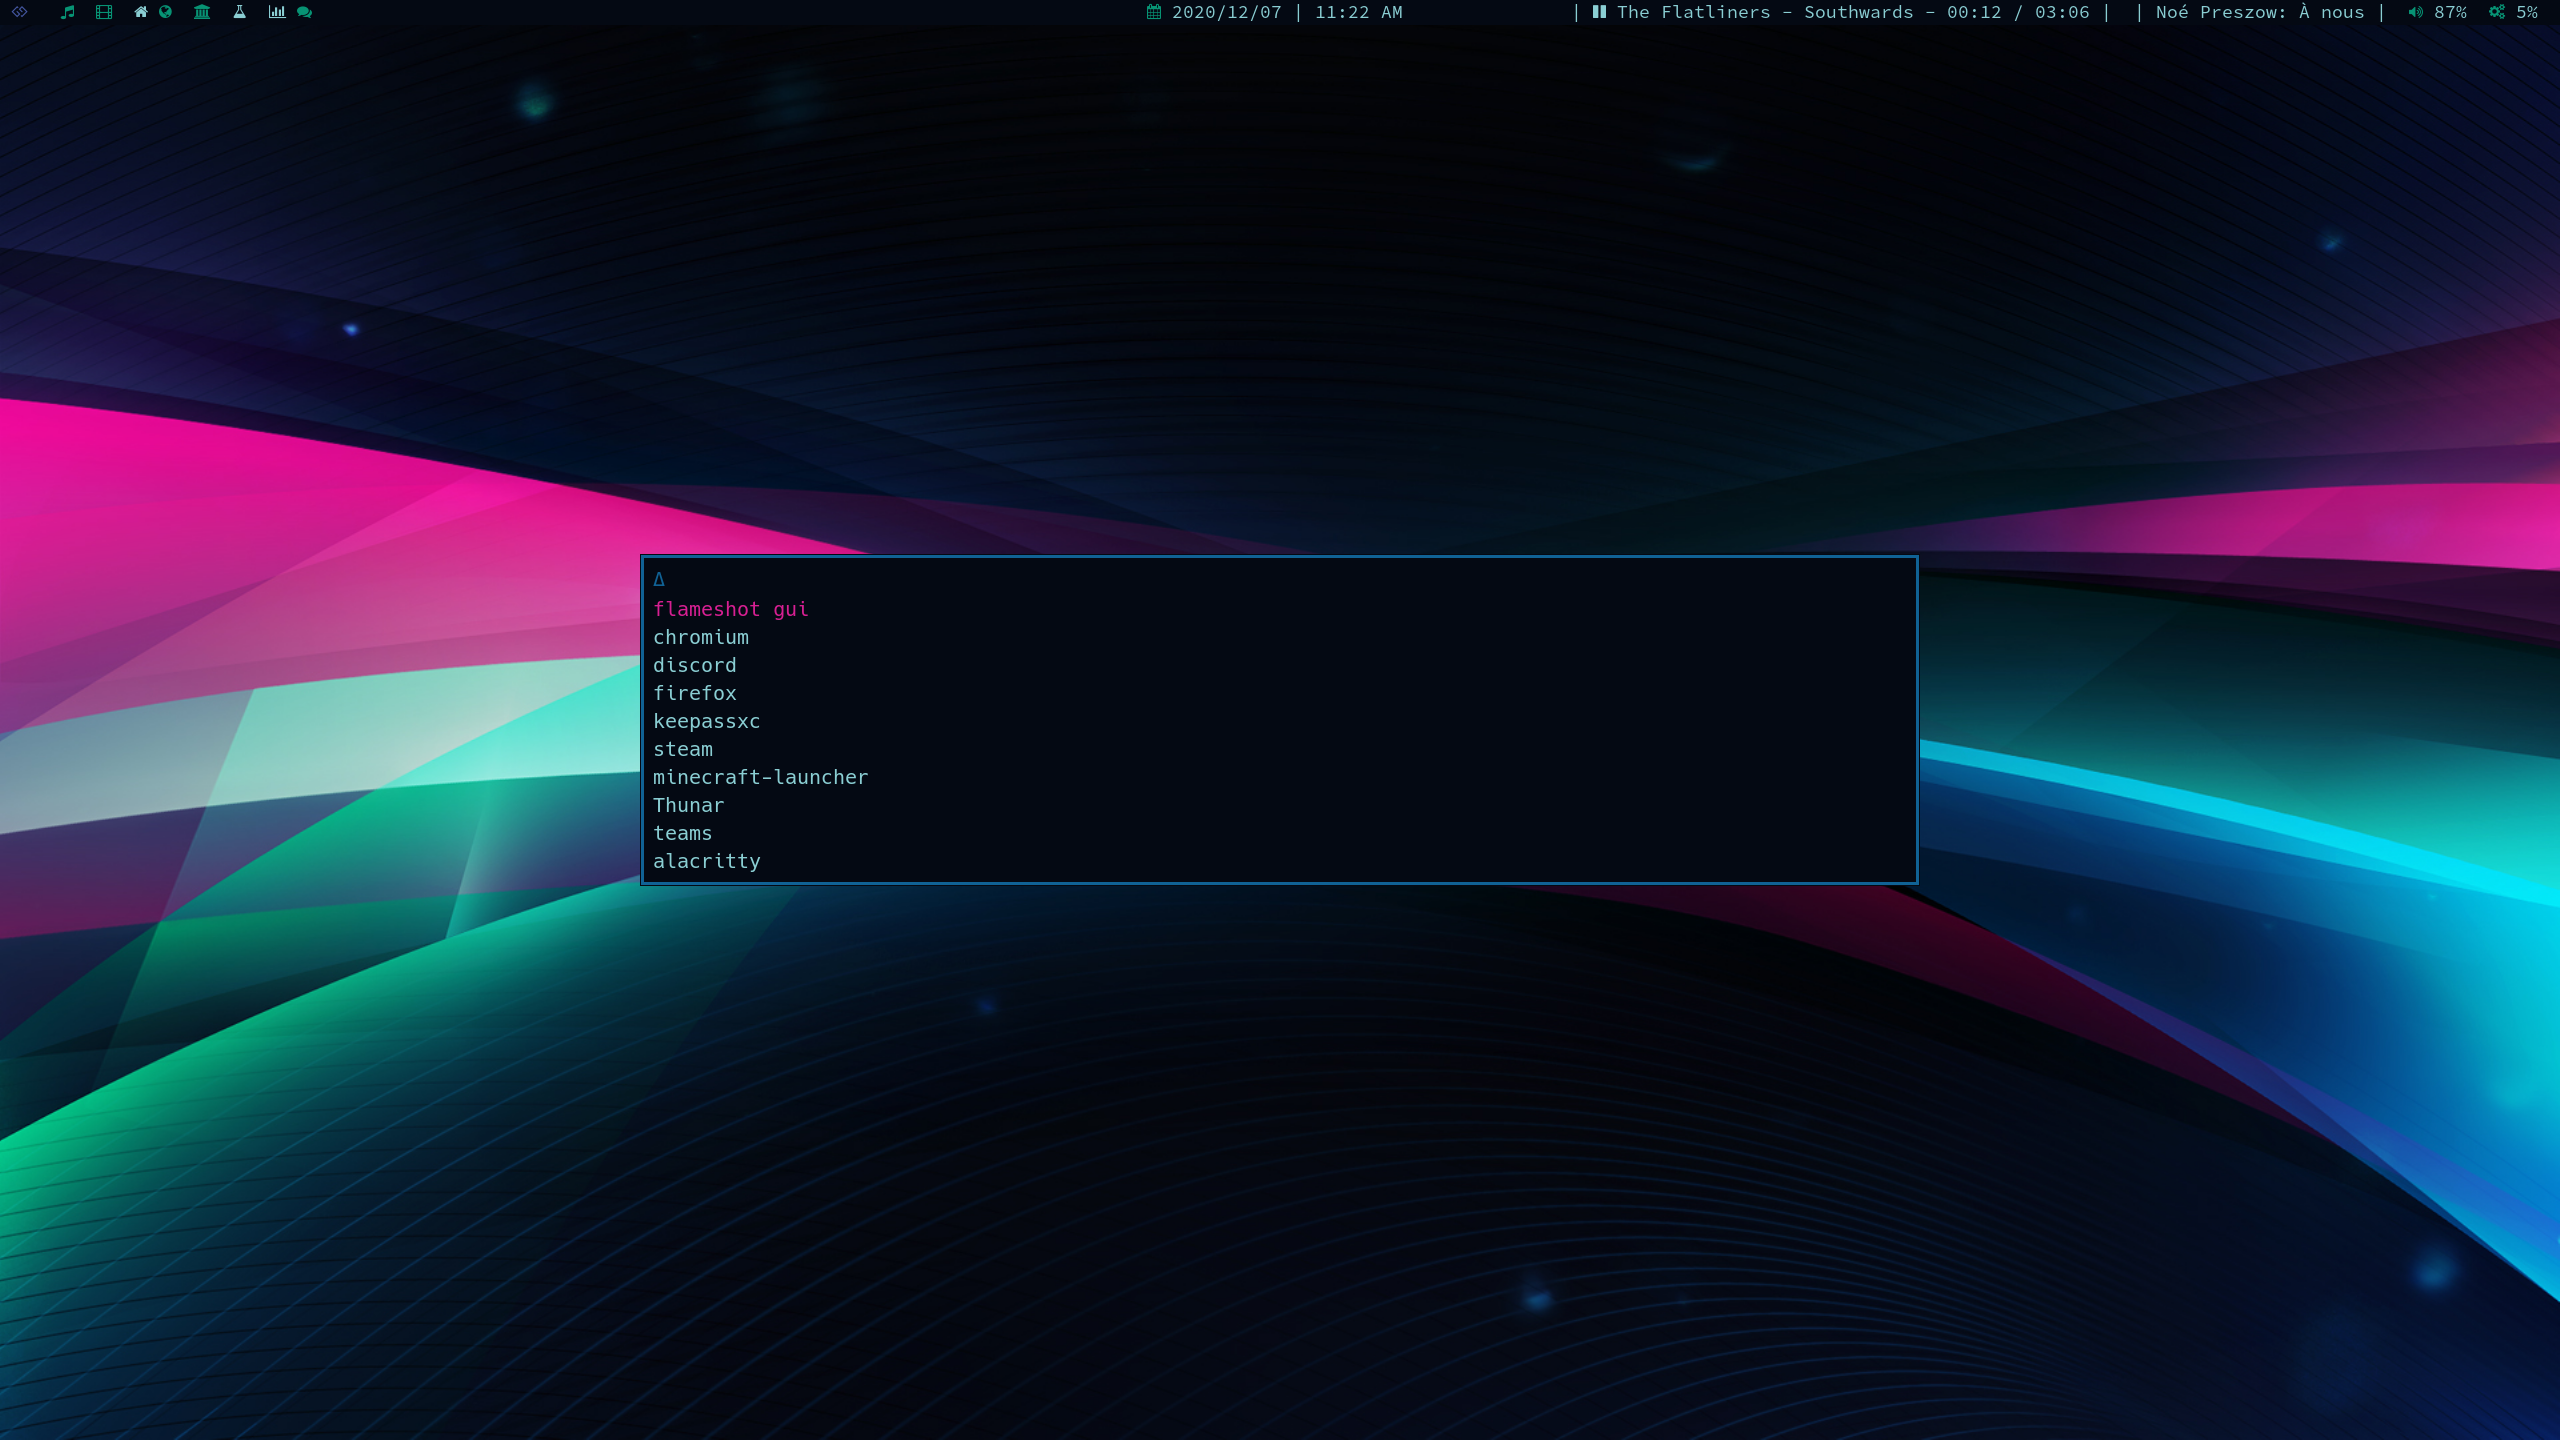 2020/12/07 | 11:22 AM
| The Flatliners - Southwards - 00:12 / 03:06 | | Noé Preszow: À nous | 87% 5%
Δ
flameshot gui
chromium
discord
firefox
keepassxc
steam
minecraft-launcher
Thunar
teams
alacritty